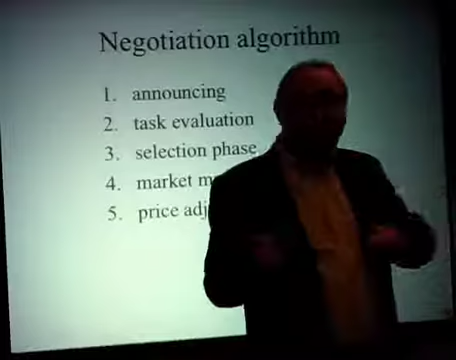 Negotiation algorithm
1. announcing
2. task evaluation
3. selection phase
4. market m
5. price adj